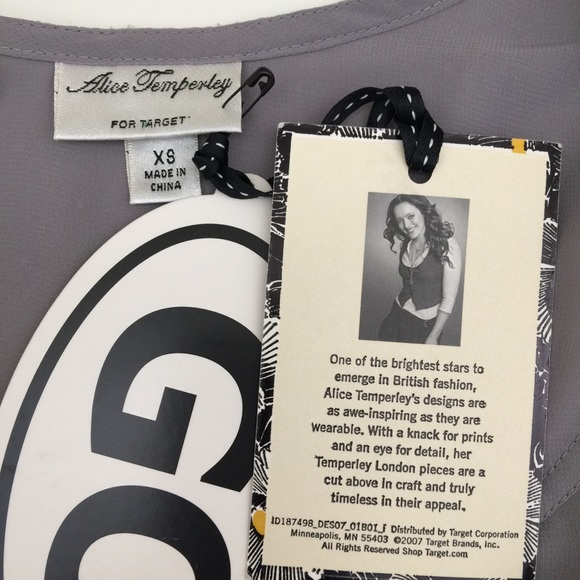 Alice Temperley
FOR TARGET
XS
MADE IN
CHINA
GO
One of the brightest stars to
emerge in British fashion,
Alice Temperley's designs are
as awe-inspiring as they are
wearable. With a knack for prints
and an eye for detail, her
Temperley London pieces are a
cut above in craft and truly
timeless in their appeal.
ID187498_DES07_01B01_F Distributed by Target Corporation
Minneapolis, MN 55403 ©2007 Target Brands, Inc.
All Rights Reserved Shop Target.com